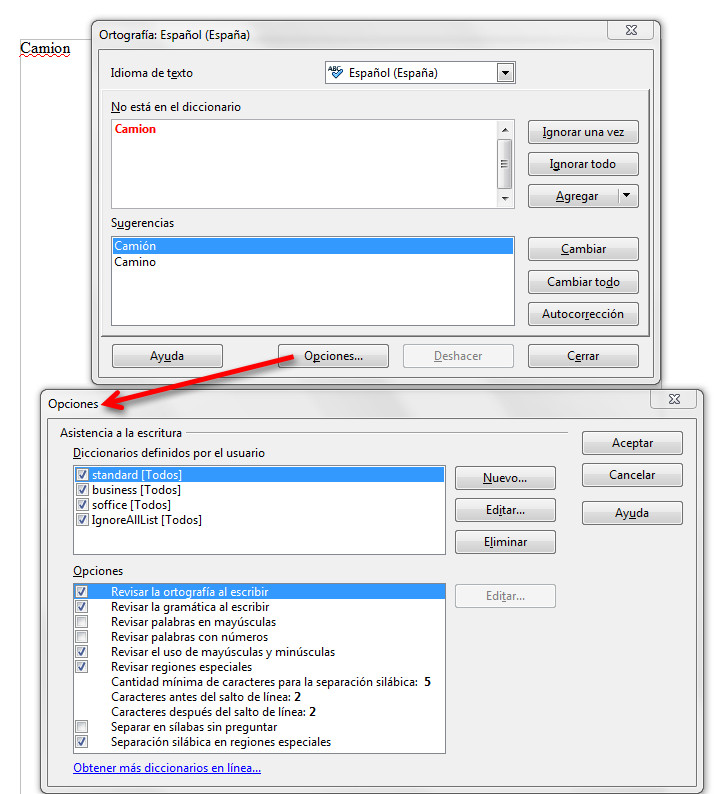 Camion
Ortografía: Español (España)
Idioma de texto
ABC Español (España)
No está en el diccionario
Camion
Ignorar una vez
Ignorar todo
Agregar
Sugerencias
Camión
Camino
Cambiar
Cambiar todo
Autocorrección
Ayuda Opciones... Deshacer Cerrar
Opciones
Asistencia a la escritura
Diccionarios definidos por el usuario
standard [Todos]
business [Todos]
soffice [Todos]
IgnoreAllList [Todos]
Nuevo...
Editar...
Eliminar
Aceptar
Cancelar
Ayuda
Opciones
Revisar la ortografía al escribir
Revisar la gramática al escribir
Revisar palabras en mayúsculas
Revisar palabras con números
Revisar el uso de mayúsculas y minúsculas
Revisar regiones especiales
Cantidad mínima de caracteres para la separación silábica: 5
Caracteres antes del salto de línea: 2
Caracteres después del salto de línea: 2
Separar en sílabas sin preguntar
Separación silábica en regiones especiales
Editar...
Obtener más diccionarios en línea...